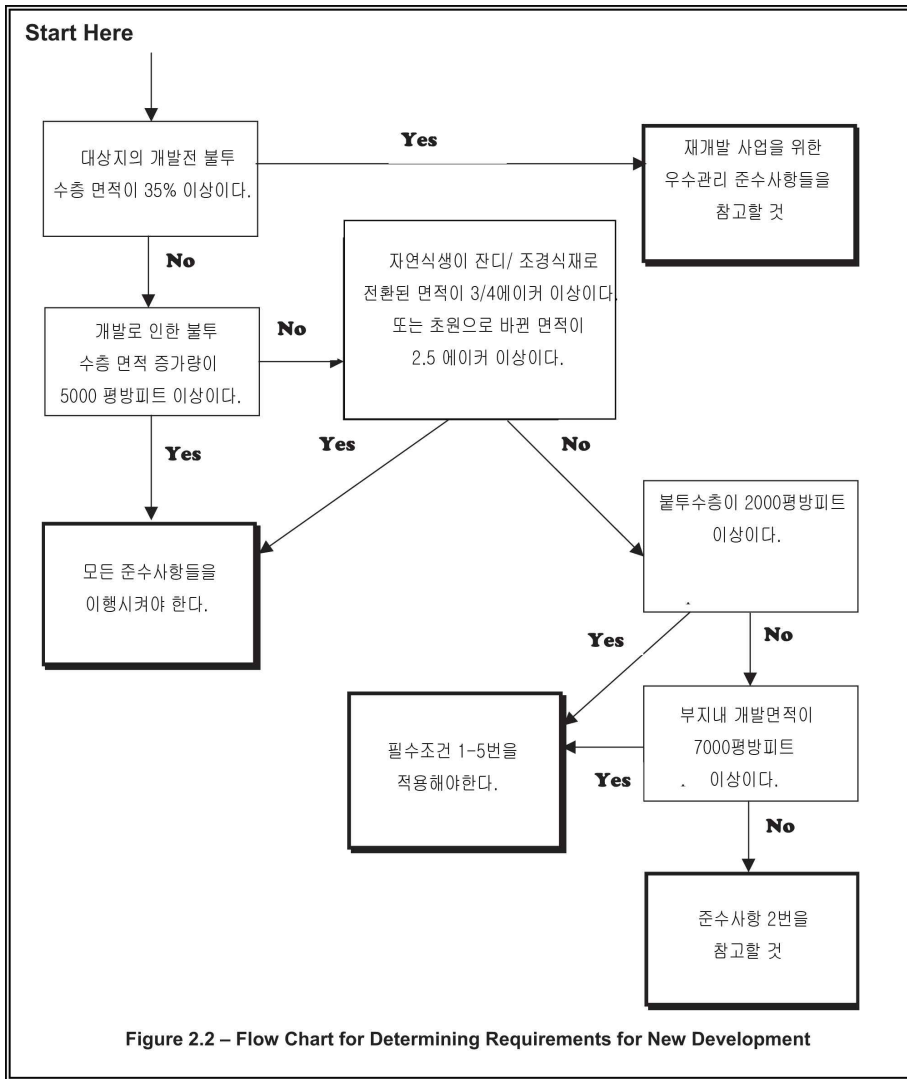 Start Here
대상지의 개발전 불투
수층 면적이 35% 이상이다.
Yes
재개발 사업을 위한
우수관리 준수사항들을
참고할 것
No
개발로 인한 불투
수층 면적 증가량이
5000 평방피트 이상이다.
No
자연식생이 잔디/ 조경식재로
전환된 면적이 3/4에이커 이상이다.
또는 초원으로 바뀐 면적이
2.5 에이커 이상이다.
Yes
Yes
No
모든 준수사항들을
이행시켜야 한다.
불투수층이 2000평방피트
이상이다.
Yes
No
필수조건 1-5번을
적용해야한다.
Yes
부지내 개발면적이
7000평방피트
이상이다.
No
준수사항 2번을
참고할 것
Figure 2.2 – Flow Chart for Determining Requirements for New Development